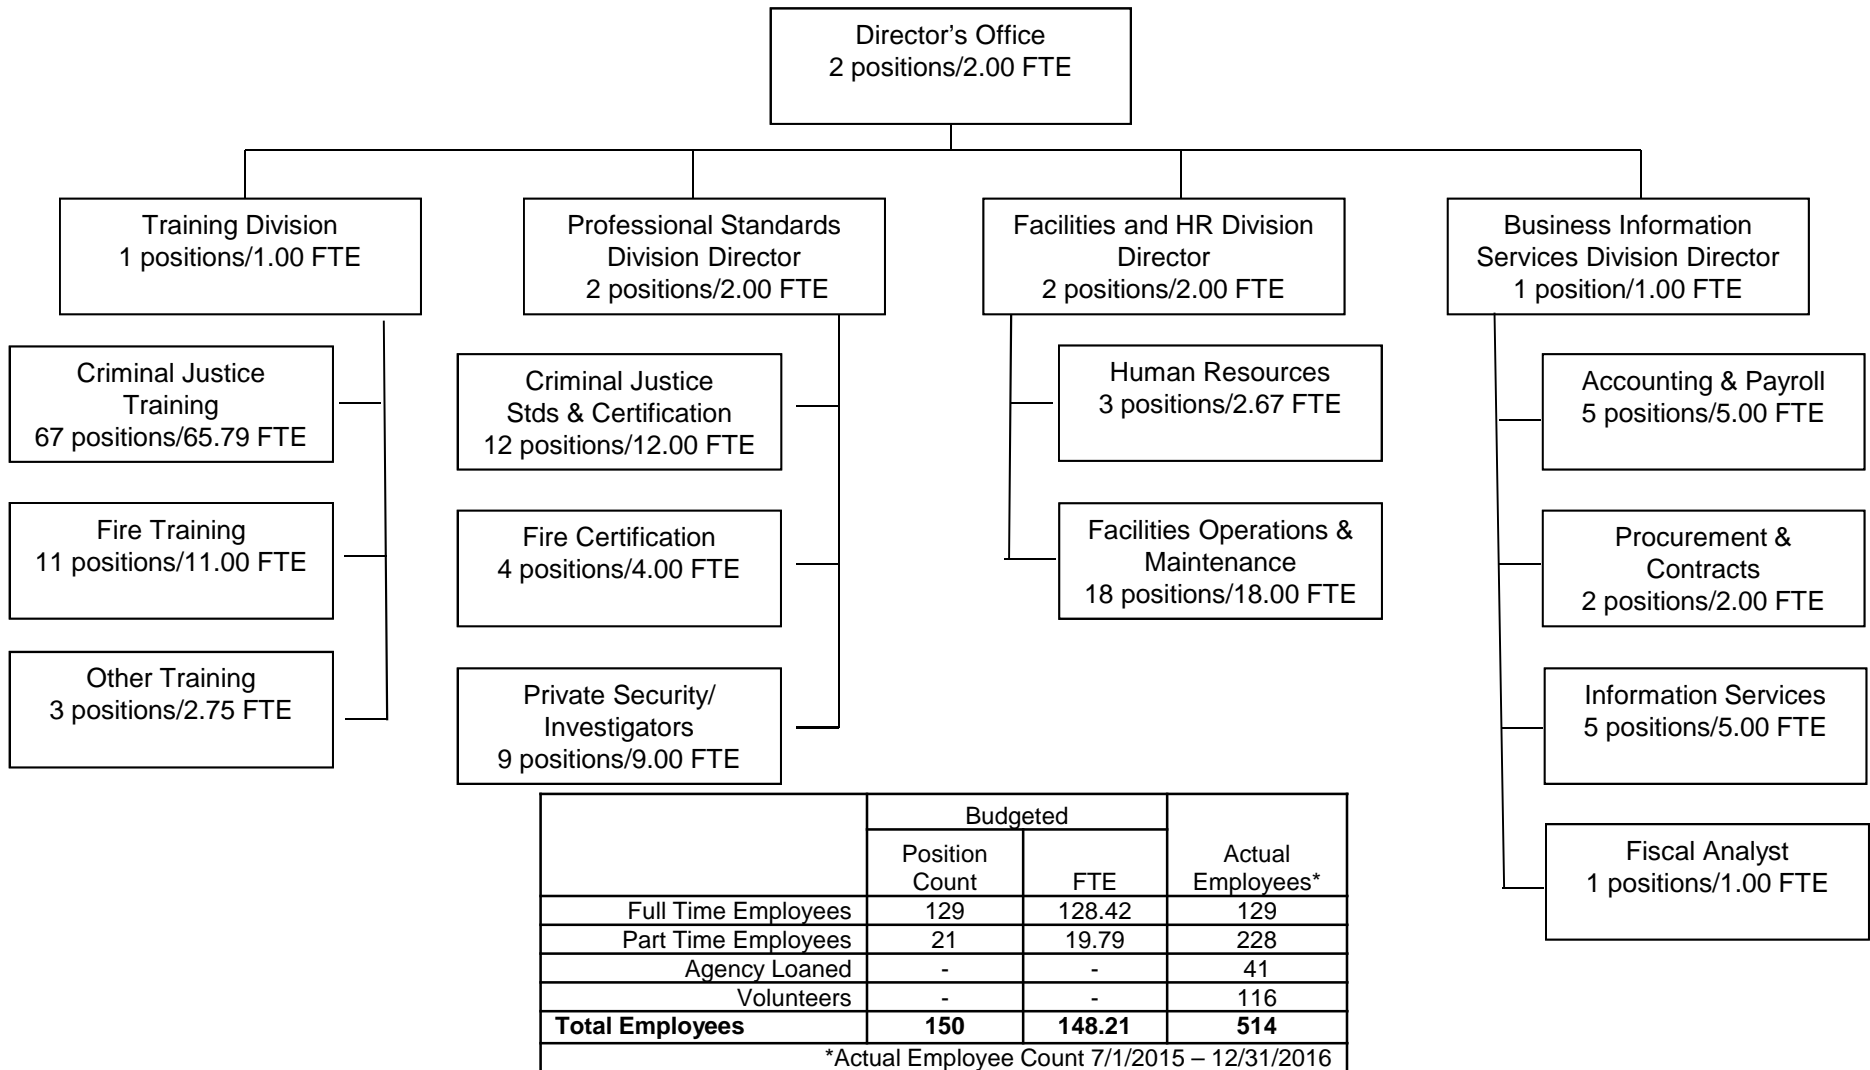 Director’s Office
2 positions/2.00 FTE
Training Division
1 positions/1.00 FTE
Professional Standards
Division Director
2 positions/2.00 FTE
Facilities and HR Division
Director
2 positions/2.00 FTE
Business Information
Services Division Director
1 position/1.00 FTE
Criminal Justice
Training
67 positions/65.79 FTE
Fire Training
11 positions/11.00 FTE
Other Training
3 positions/2.75 FTE
Criminal Justice
Stds & Certification
12 positions/12.00 FTE
Fire Certification
4 positions/4.00 FTE
Private Security/
Investigators
9 positions/9.00 FTE
Human Resources
3 positions/2.67 FTE
Facilities Operations &
Maintenance
18 positions/18.00 FTE
Accounting & Payroll
5 positions/5.00 FTE
Procurement &
Contracts
2 positions/2.00 FTE
Information Services
5 positions/5.00 FTE
Fiscal Analyst
1 positions/1.00 FTE
Budgeted
Position Actual
Count FTE Employees*
Full Time Employees 129 128.42 129
Part Time Employees 21 19.79 228
Agency Loaned - - 41
Volunteers - - 116
Total Employees 150 148.21 514
*Actual Employee Count 7/1/2015 – 12/31/2016